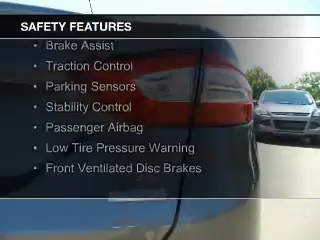 SAFETY FEATURES
• Brake Assist
• Traction Control
• Parking Sensors
• Stability Control
• Passenger Airbag
• Low Tire Pressure Warning
• Front Ventilated Disc Brakes